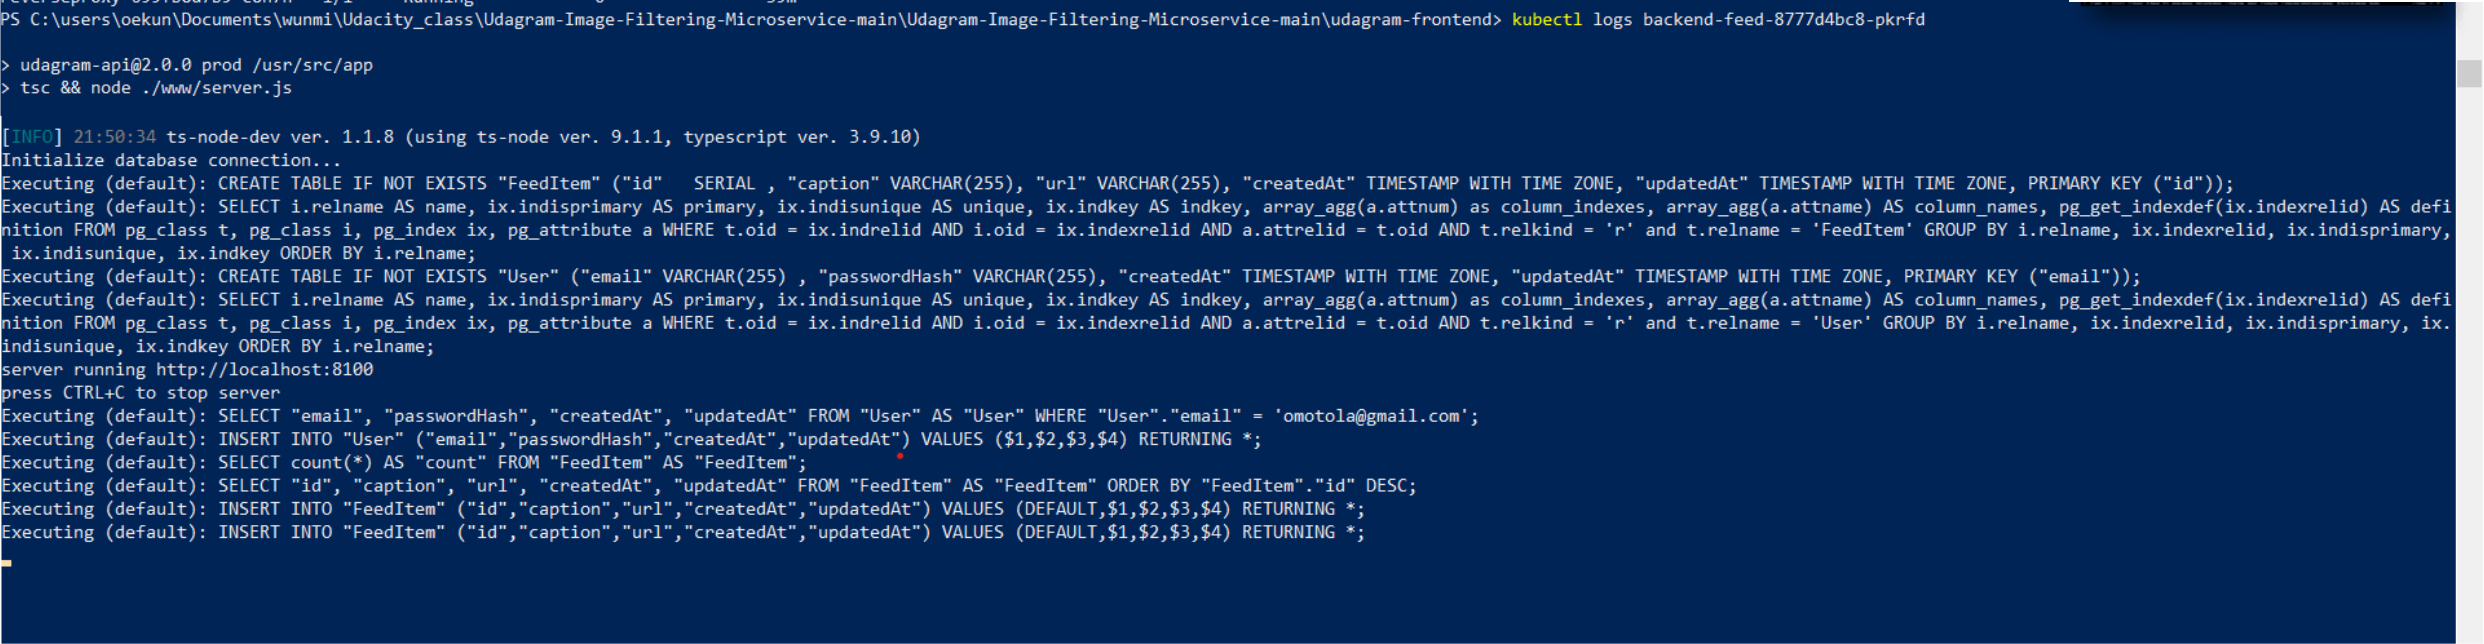 PS C:\users\oekun\Documents\wunmi\Udacity_class\Udagram-Image-Filtering-Microservice-main\Udagram-Image-Filtering-Microservice-main\udagram-frontend> kubectl logs backend-feed-8777d4bc8-pkrfd
> udagram-api@2.0.0 prod /usr/src/app
> tsc && node ./www/server.js
[INFO] 21:50:34 ts-node-dev ver. 1.1.8 (using ts-node ver. 9.1.1, typescript ver. 3.9.10)
Initialize database connection...
Executing (default): CREATE TABLE IF NOT EXISTS "FeedItem" ("id"   SERIAL , "caption" VARCHAR(255), "url" VARCHAR(255), "createdAt" TIMESTAMP WITH TIME ZONE, "updatedAt" TIMESTAMP WITH TIME ZONE, PRIMARY KEY ("id"));
Executing (default): SELECT i.relname AS name, ix.indisprimary AS primary, ix.indisunique AS unique, ix.indkey AS indkey, array_agg(a.attnum) as column_indexes, array_agg(a.attname) AS column_names, pg_get_indexdef(ix.indexrelid) AS defi
nition FROM pg_class t, pg_class i, pg_index ix, pg_attribute a WHERE t.oid = ix.indrelid AND i.oid = ix.indexrelid AND a.attrelid = t.oid AND t.relkind = 'r' and t.relname = 'FeedItem' GROUP BY i.relname, ix.indexrelid, ix.indisprimary,
 ix.indisunique, ix.indkey ORDER BY i.relname;
Executing (default): CREATE TABLE IF NOT EXISTS "User" ("email" VARCHAR(255) , "passwordHash" VARCHAR(255), "createdAt" TIMESTAMP WITH TIME ZONE, "updatedAt" TIMESTAMP WITH TIME ZONE, PRIMARY KEY ("email"));
Executing (default): SELECT i.relname AS name, ix.indisprimary AS primary, ix.indisunique AS unique, ix.indkey AS indkey, array_agg(a.attnum) as column_indexes, array_agg(a.attname) AS column_names, pg_get_indexdef(ix.indexrelid) AS defi
nition FROM pg_class t, pg_class i, pg_index ix, pg_attribute a WHERE t.oid = ix.indrelid AND i.oid = ix.indexrelid AND a.attrelid = t.oid AND t.relkind = 'r' and t.relname = 'User' GROUP BY i.relname, ix.indexrelid, ix.indisprimary, ix.
indisunique, ix.indkey ORDER BY i.relname;
server running http://localhost:8100
press CTRL+C to stop server
Executing (default): SELECT "email", "passwordHash", "createdAt", "updatedAt" FROM "User" AS "User" WHERE "User"."email" = 'omotola@gmail.com';
Executing (default): INSERT INTO "User" ("email","passwordHash","createdAt","updatedAt") VALUES ($1,$2,$3,$4) RETURNING *;
Executing (default): SELECT count(*) AS "count" FROM "FeedItem" AS "FeedItem";
Executing (default): SELECT "id", "caption", "url", "createdAt", "updatedAt" FROM "FeedItem" AS "FeedItem" ORDER BY "FeedItem"."id" DESC;
Executing (default): INSERT INTO "FeedItem" ("id","caption","url","createdAt","updatedAt") VALUES (DEFAULT,$1,$2,$3,$4) RETURNING *;
Executing (default): INSERT INTO "FeedItem" ("id","caption","url","createdAt","updatedAt") VALUES (DEFAULT,$1,$2,$3,$4) RETURNING *;